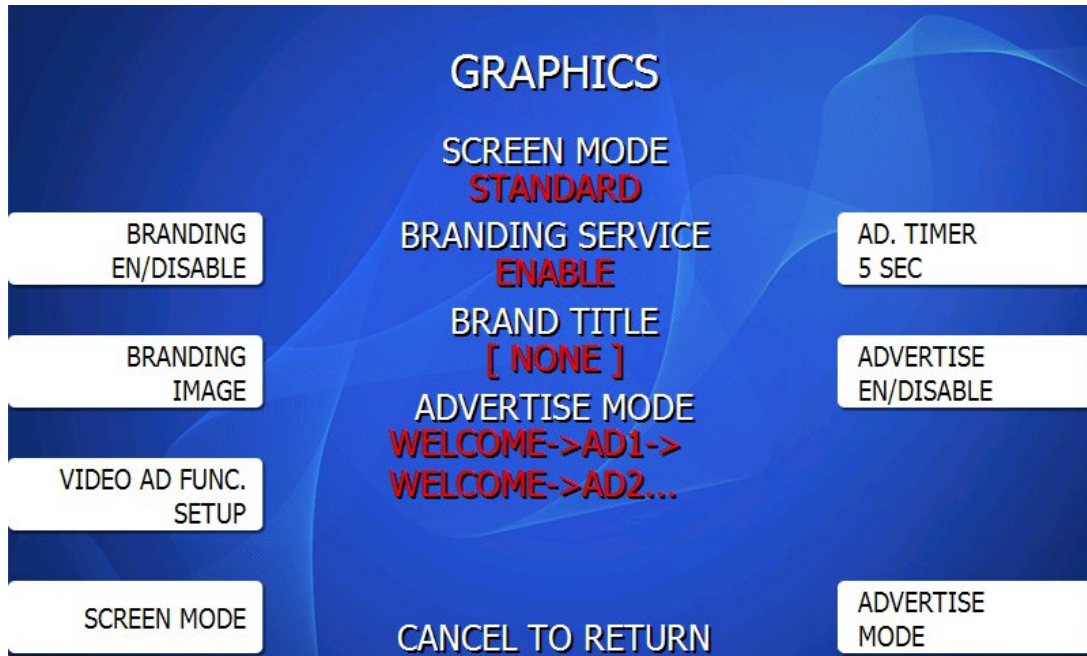 GRAPHICS
SCREEN MODE
STANDARD
BRANDING SERVICE
ENABLE
BRAND TITLE
[ NONE ]
ADVERTISE MODE
WELCOME->AD1->
WELCOME->AD2...
BRANDING
EN/DISABLE
BRANDING
IMAGE
VIDEO AD FUNC.
SETUP
SCREEN MODE
AD. TIMER
5 SEC
ADVERTISE
EN/DISABLE
ADVERTISE
MODE
CANCEL TO RETURN